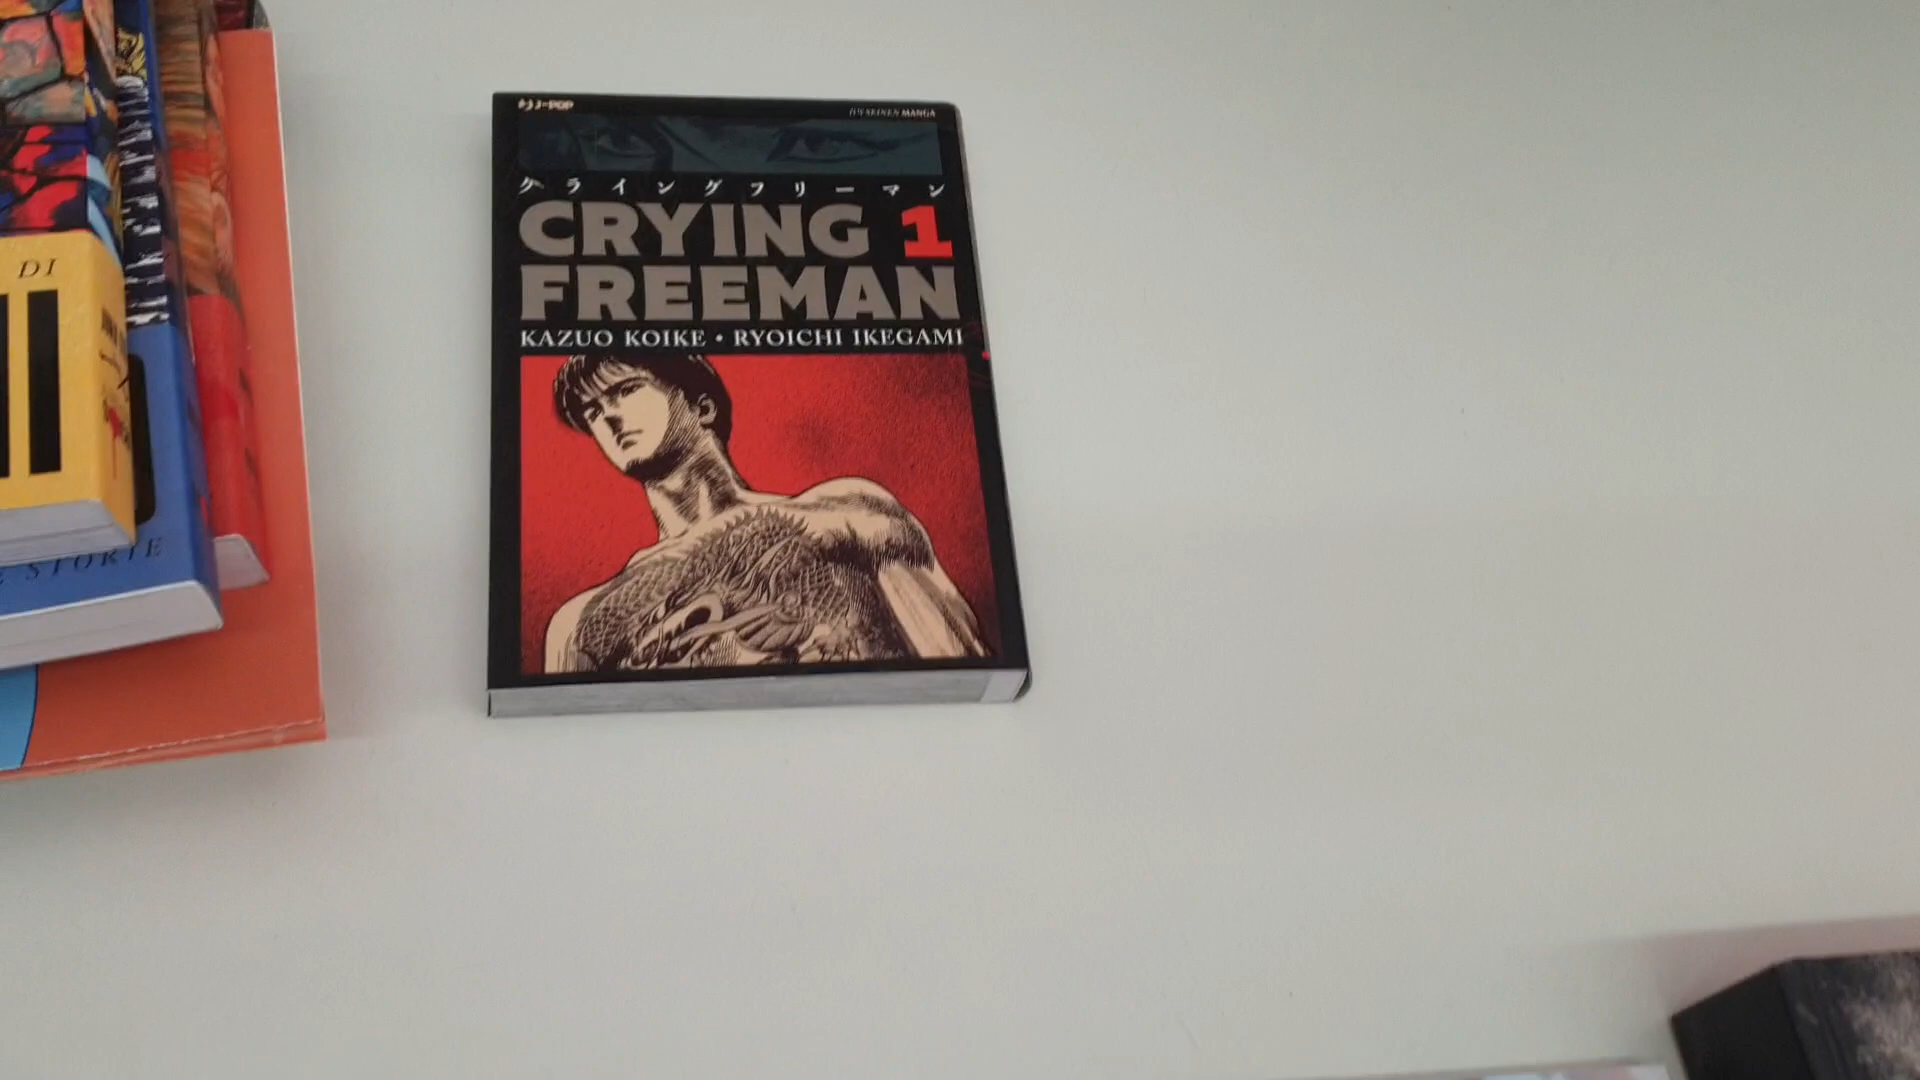 J-POP
J-POP SEINEN MANGA
クライングフリーマン
CRYING 1
FREEMAN
KAZUO KOIKE • RYOICHI IKEGAMI
DI
STORIE